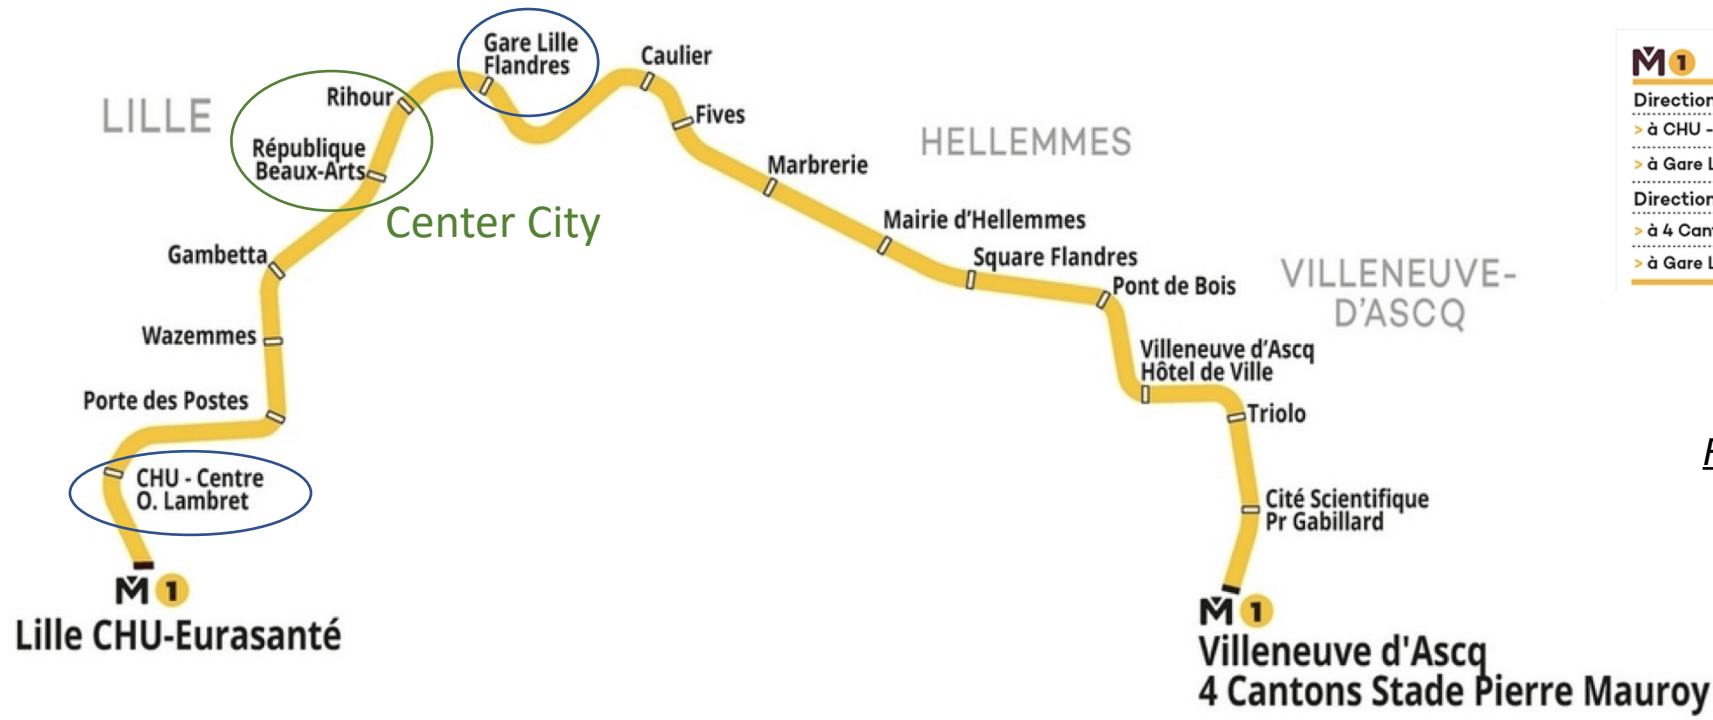 Gare Lille
Flandres
Caulier
LILLE
Rihour
République
Beaux-Arts
Center City
Fives
HELLEMMES
Marbrerie
Mairie d'Hellemmes
Square Flandres
Pont de Bois
VILLENEUVE-
D'ASCQ
Gambetta
Wazemmes
Porte des Postes
CHU - Centre
O. Lambret
M 1
Lille CHU-Eurasanté
Villeneuve d'Ascq
Hôtel de Ville
Triolo
Cité Scientifique
Pr Gabillard
M 1
Villeneuve d'Ascq
4 Cantons Stade Pierre Mauroy
M 1
Direction
> à CHU -
> à Gare L
Direction
> à 4 Can
> à Gare L